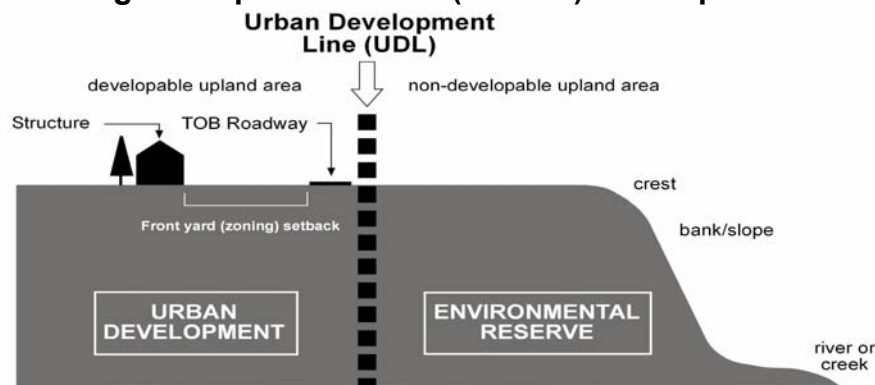 Urban Development
Line (UDL)
developable upland area
non-developable upland area
Structure
TOB Roadway
crest
Front yard (zoning) setback
bank/slope
URBAN
DEVELOPMENT
ENVIRONMENTAL
RESERVE
river or
creek